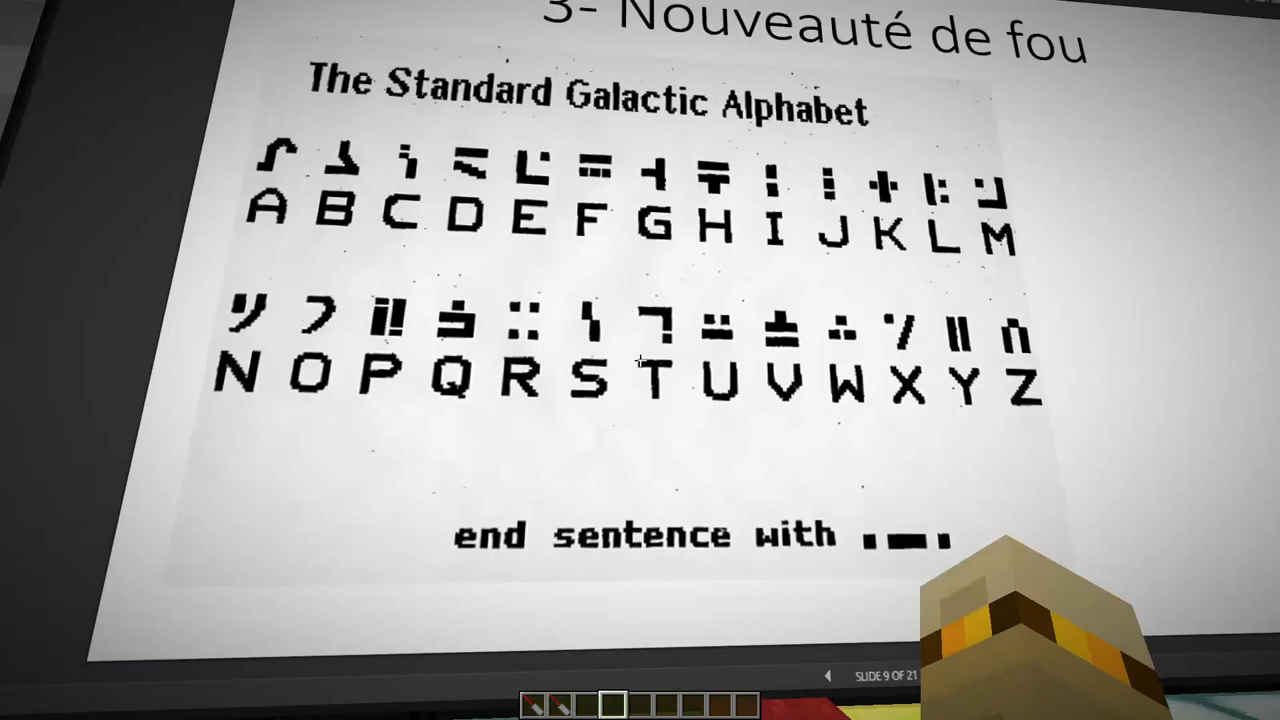 3- Nouveauté de fou
The Standard Galactic Alphabet
A B C D E F G H I J K L M
N O P Q R S T U V W X Y Z
end sentence with
SLIDE 9 OF 21